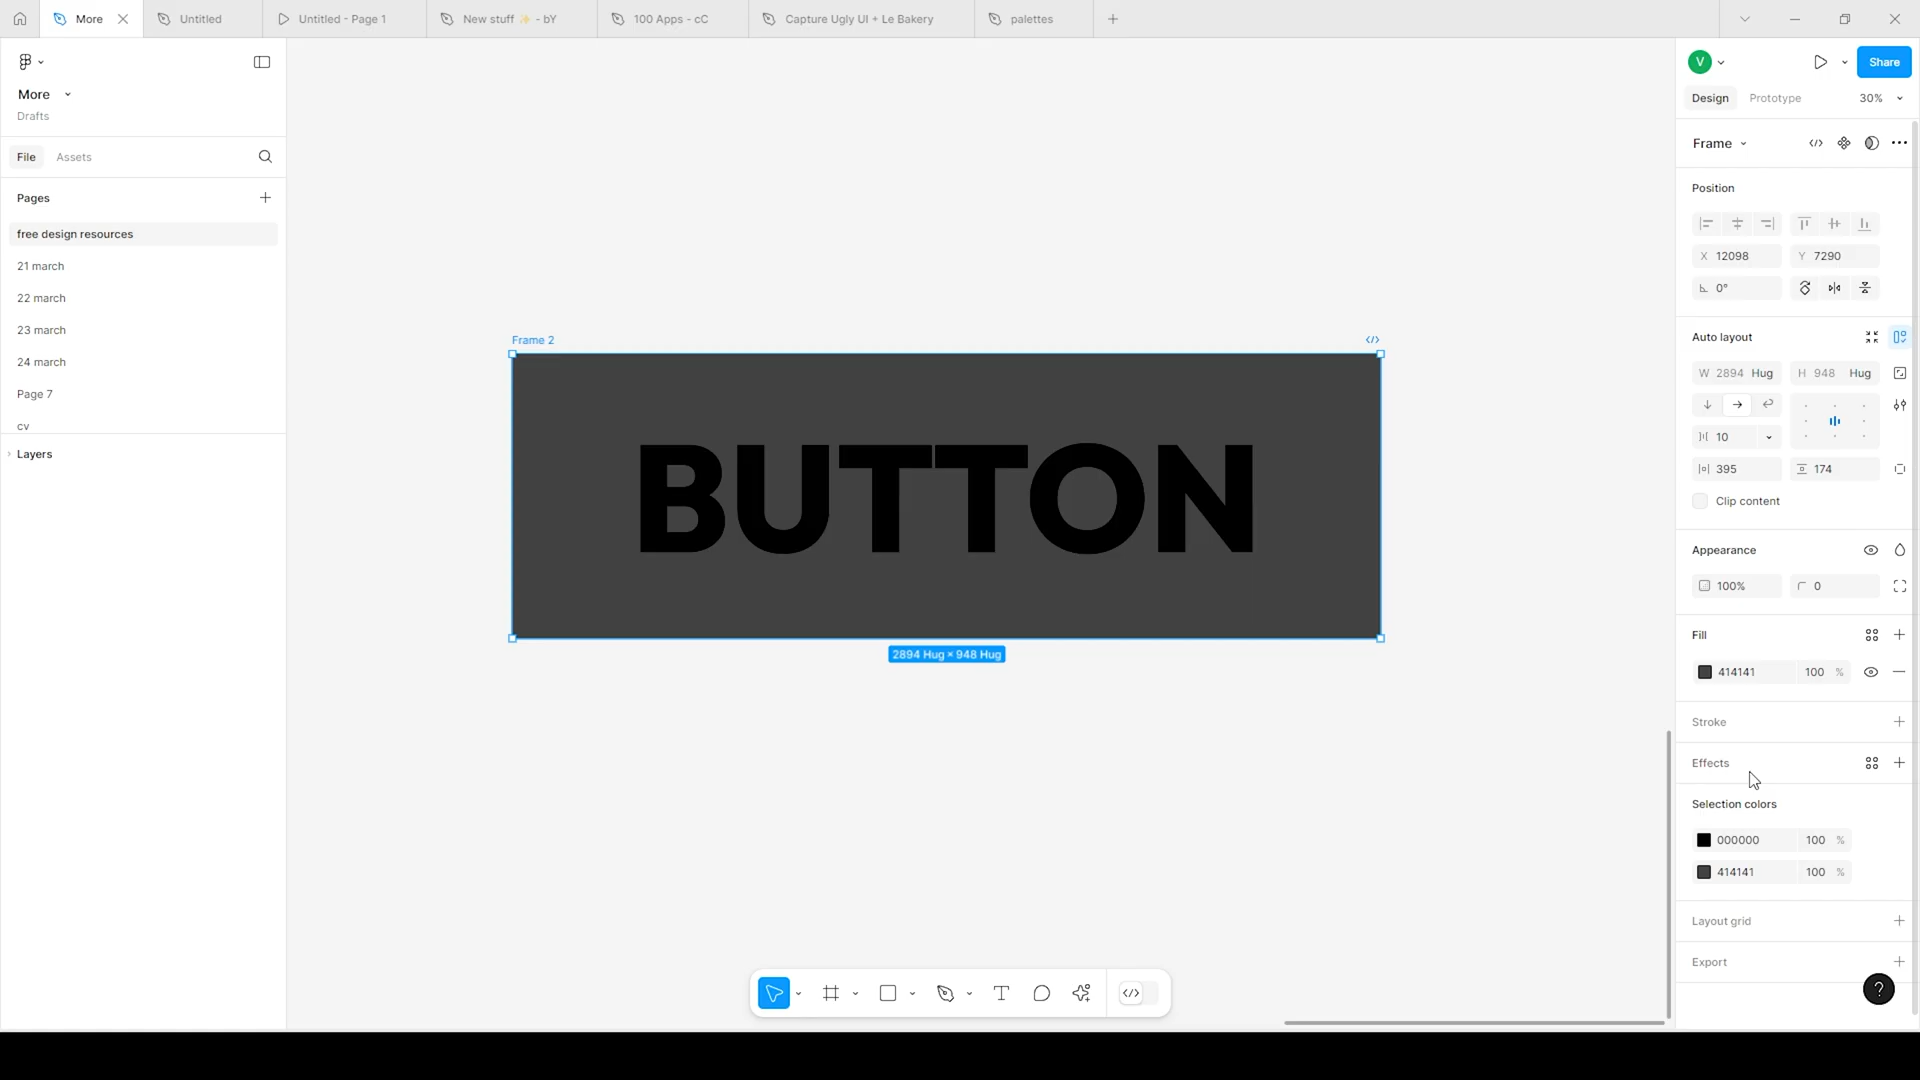 More
Untitled
Untitled - Page 1
New stuff ✨ - bY
100 Apps - cC
Capture Ugly UI + Le Bakery
palettes
More
Drafts
File Assets
Pages
free design resources
21 march
22 march
23 march
24 march
Page 7
cv
Layers
Frame 2
BUTTON
2894 Hug × 948 Hug
V
Share
Design Prototype 30%
Frame
Position
X 12098 Y 7290
0°
Auto layout
W 2894 Hug H 948 Hug
10
395 174
Clip content
Appearance
100% 0
Fill
414141 100 %
Stroke
Effects
Selection colors
000000 100 %
414141 100 %
Layout grid
Export
?